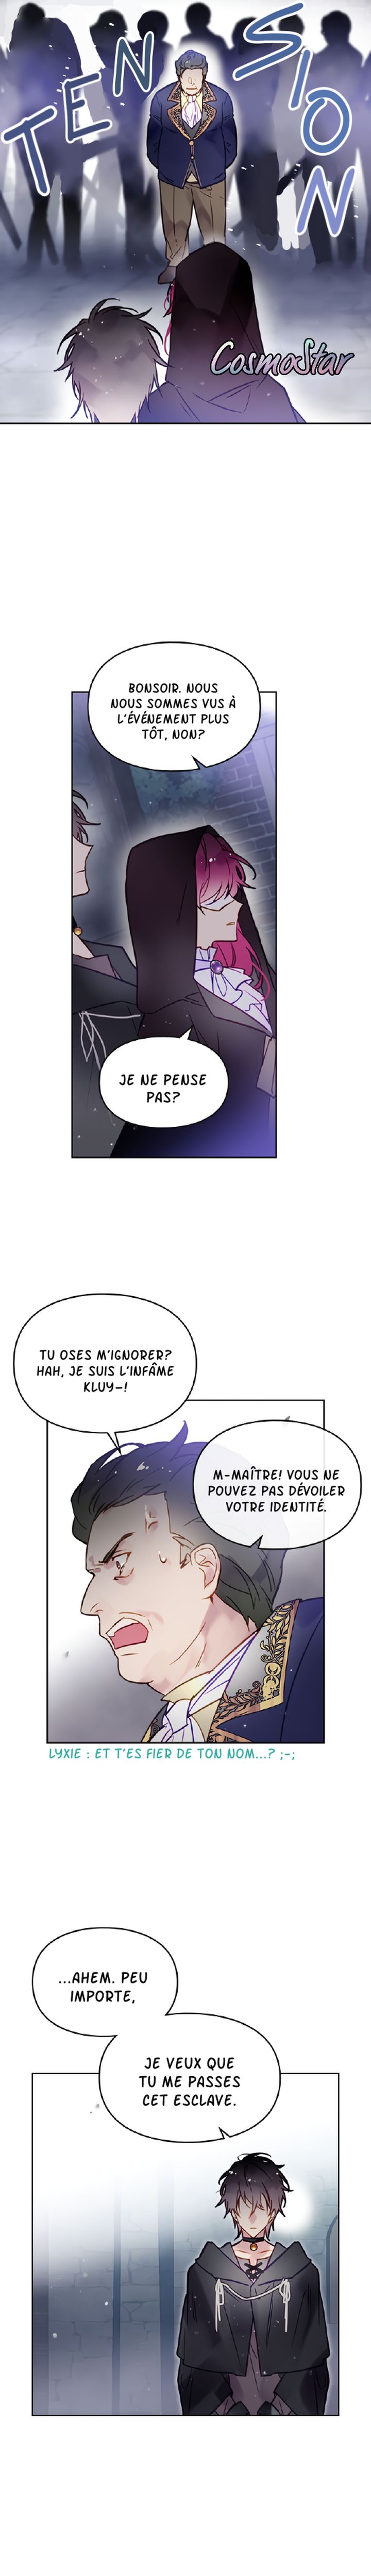 TENSION
CosmoStar
BONSOIR. NOUS
NOUS SOMMES VUS À
L'ÉVÉNEMENT PLUS
TÔT, NON?
JE NE PENSE
PAS?
TU OSES M'IGNORER?
HAH, JE SUIS L'INFÂME
KLUY-!
M-MAÎTRE! VOUS NE
POUVEZ PAS DÉVOILER
VOTRE IDENTITÉ.
LYXIE : ET T'ES FIER DE TON NOM...? ;-;
...AHEM. PEU
IMPORTE,
JE VEUX QUE
TU ME PASSES
CET ESCLAVE.